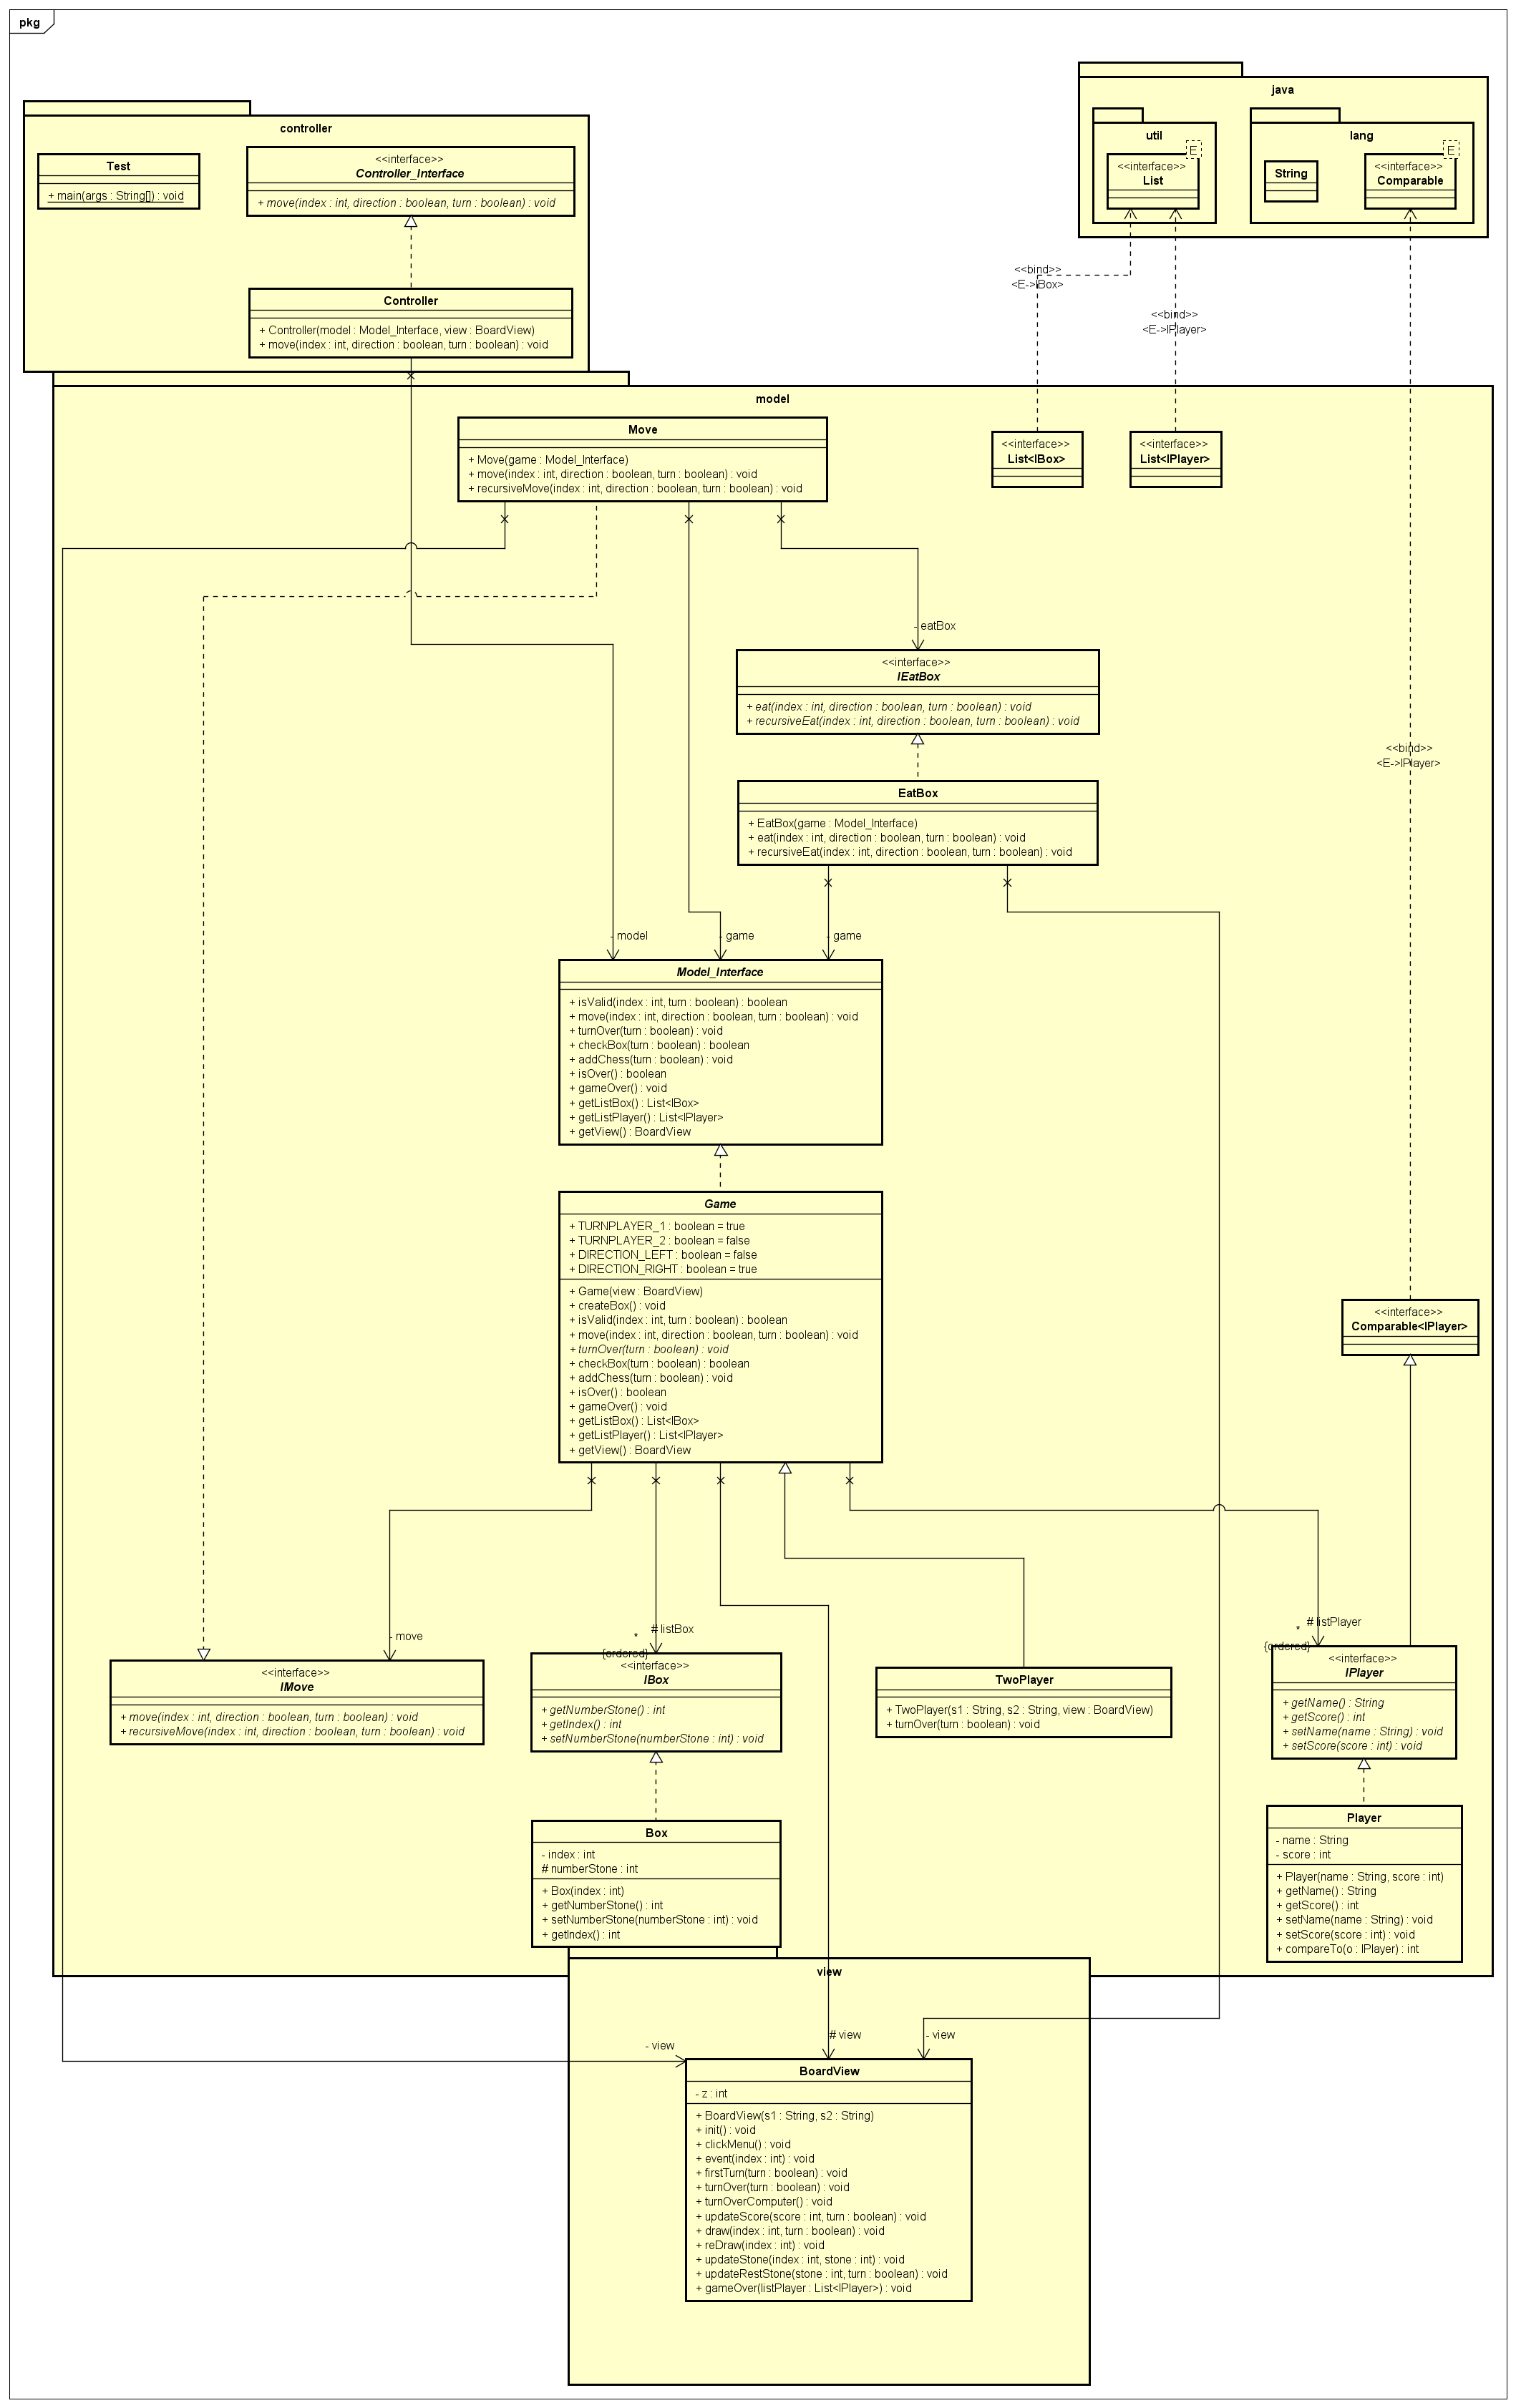 pkg
controller
Test
+ main(args : String[]) : void
<<interface>>
Controller_Interface
+ move(index : int, direction : boolean, turn : boolean) : void
Controller
+ Controller(model : Model_Interface, view : BoardView)
+ move(index : int, direction : boolean, turn : boolean) : void
java
util
E
<<interface>>
List
lang
String
E
<<interface>>
Comparable
<<bind>>
<E->IBox>
<<bind>>
<E->IPlayer>
model
Move
+ Move(game : Model_Interface)
+ move(index : int, direction : boolean, turn : boolean) : void
+ recursiveMove(index : int, direction : boolean, turn : boolean) : void
<<interface>>
List<IBox>
<<interface>>
List<IPlayer>
- eatBox
<<interface>>
IEatBox
+ eat(index : int, direction : boolean, turn : boolean) : void
+ recursiveEat(index : int, direction : boolean, turn : boolean) : void
<<bind>>
<E->IPlayer>
EatBox
+ EatBox(game : Model_Interface)
+ eat(index : int, direction : boolean, turn : boolean) : void
+ recursiveEat(index : int, direction : boolean, turn : boolean) : void
- model
- game
- game
Model_Interface
+ isValid(index : int, turn : boolean) : boolean
+ move(index : int, direction : boolean, turn : boolean) : void
+ turnOver(turn : boolean) : void
+ checkBox(turn : boolean) : boolean
+ addChess(turn : boolean) : void
+ isOver() : boolean
+ gameOver() : void
+ getListBox() : List<IBox>
+ getListPlayer() : List<IPlayer>
+ getView() : BoardView
Game
+ TURNPLAYER_1 : boolean = true
+ TURNPLAYER_2 : boolean = false
+ DIRECTION_LEFT : boolean = false
+ DIRECTION_RIGHT : boolean = true
+ Game(view : BoardView)
+ createBox() : void
+ isValid(index : int, turn : boolean) : boolean
+ move(index : int, direction : boolean, turn : boolean) : void
+ turnOver(turn : boolean) : void
+ checkBox(turn : boolean) : boolean
+ addChess(turn : boolean) : void
+ isOver() : boolean
+ gameOver() : void
+ getListBox() : List<IBox>
+ getListPlayer() : List<IPlayer>
+ getView() : BoardView
<<interface>>
Comparable<IPlayer>
- move
# listBox
*
{ordered}
# listPlayer
*
{ordered}
<<interface>>
IMove
+ move(index : int, direction : boolean, turn : boolean) : void
+ recursiveMove(index : int, direction : boolean, turn : boolean) : void
<<interface>>
IBox
+ getNumberStone() : int
+ getIndex() : int
+ setNumberStone(numberStone : int) : void
TwoPlayer
+ TwoPlayer(s1 : String, s2 : String, view : BoardView)
+ turnOver(turn : boolean) : void
<<interface>>
IPlayer
+ getName() : String
+ getScore() : int
+ setName(name : String) : void
+ setScore(score : int) : void
Box
- index : int
# numberStone : int
+ Box(index : int)
+ getNumberStone() : int
+ setNumberStone(numberStone : int) : void
+ getIndex() : int
Player
- name : String
- score : int
+ Player(name : String, score : int)
+ getName() : String
+ getScore() : int
+ setName(name : String) : void
+ setScore(score : int) : void
+ compareTo(o : IPlayer) : int
view
- view
# view
- view
BoardView
- z : int
+ BoardView(s1 : String, s2 : String)
+ init() : void
+ clickMenu() : void
+ event(index : int) : void
+ firstTurn(turn : boolean) : void
+ turnOver(turn : boolean) : void
+ turnOverComputer() : void
+ updateScore(score : int, turn : boolean) : void
+ draw(index : int, turn : boolean) : void
+ reDraw(index : int) : void
+ updateStone(index : int, stone : int) : void
+ updateRestStone(stone : int, turn : boolean) : void
+ gameOver(listPlayer : List<IPlayer>) : void